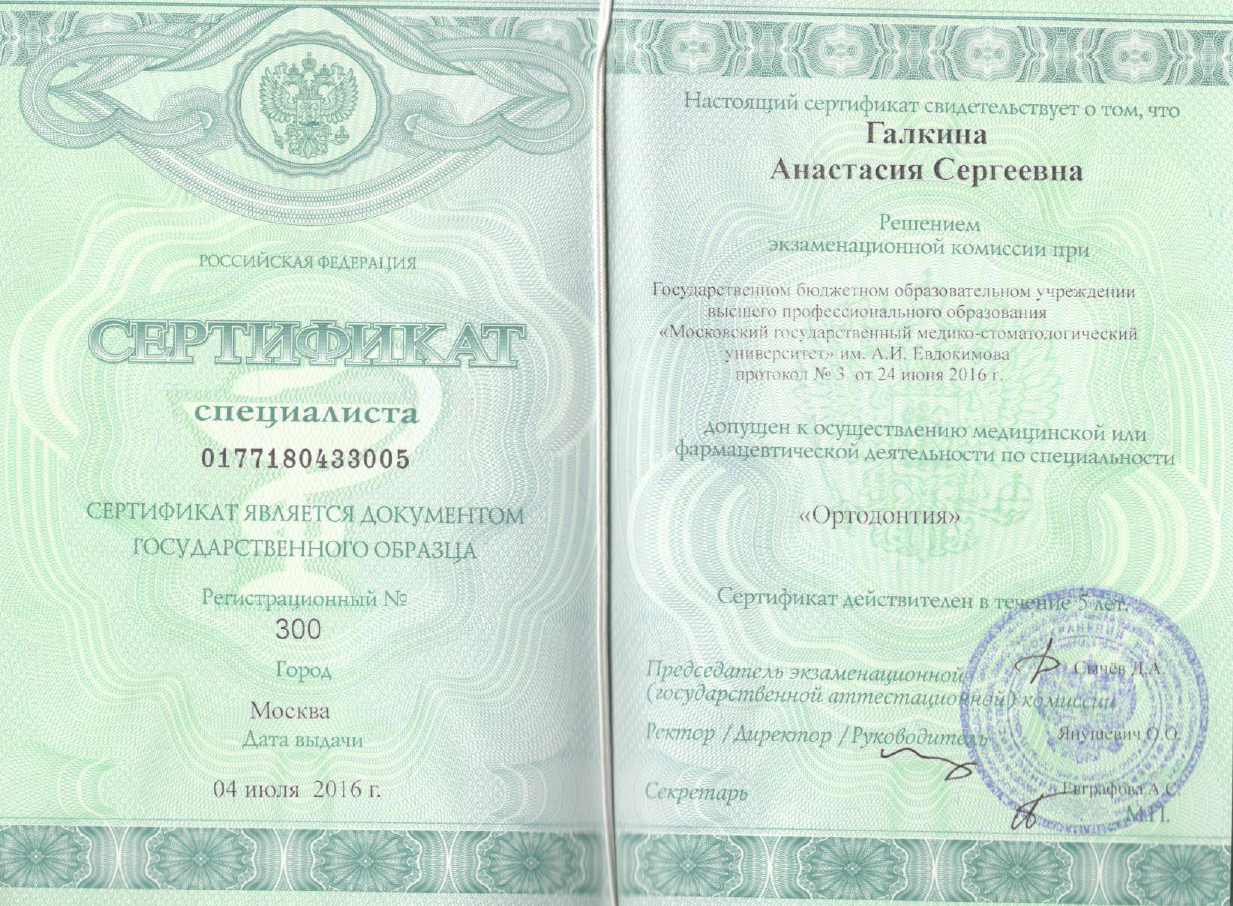 РОССИЙСКАЯ ФЕДЕРАЦИЯ
СЕРТИФИКАТ
специалиста
0177180433005
СЕРТИФИКАТ ЯВЛЯЕТСЯ ДОКУМЕНТОМ
ГОСУДАРСТВЕННОГО ОБРАЗЦА
Регистрационный №
300
Город
Москва
Дата выдачи
04 июля 2016 г.
Настоящий сертификат свидетельствует о том, что
Галкина
Анастасия Сергеевна
Решением
экзаменационной комиссии при
Государственном бюджетном образовательном учреждении
высшего профессионального образования
«Московский государственный медико-стоматологический
университет» им. А.И. Евдокимова
протокол № 3 от 24 июня 2016 г.
допущен к осуществлению медицинской или
фармацевтической деятельности по специальности
«Ортодонтия»
Сертификат действителен в течение 5 лет.
Председатель экзаменационной Сычёв Д.А.
(государственной аттестационной) комиссии
Ректор / Директор / Руководитель Янушевич О.О.
Секретарь Евграфова А.С.
М.П.